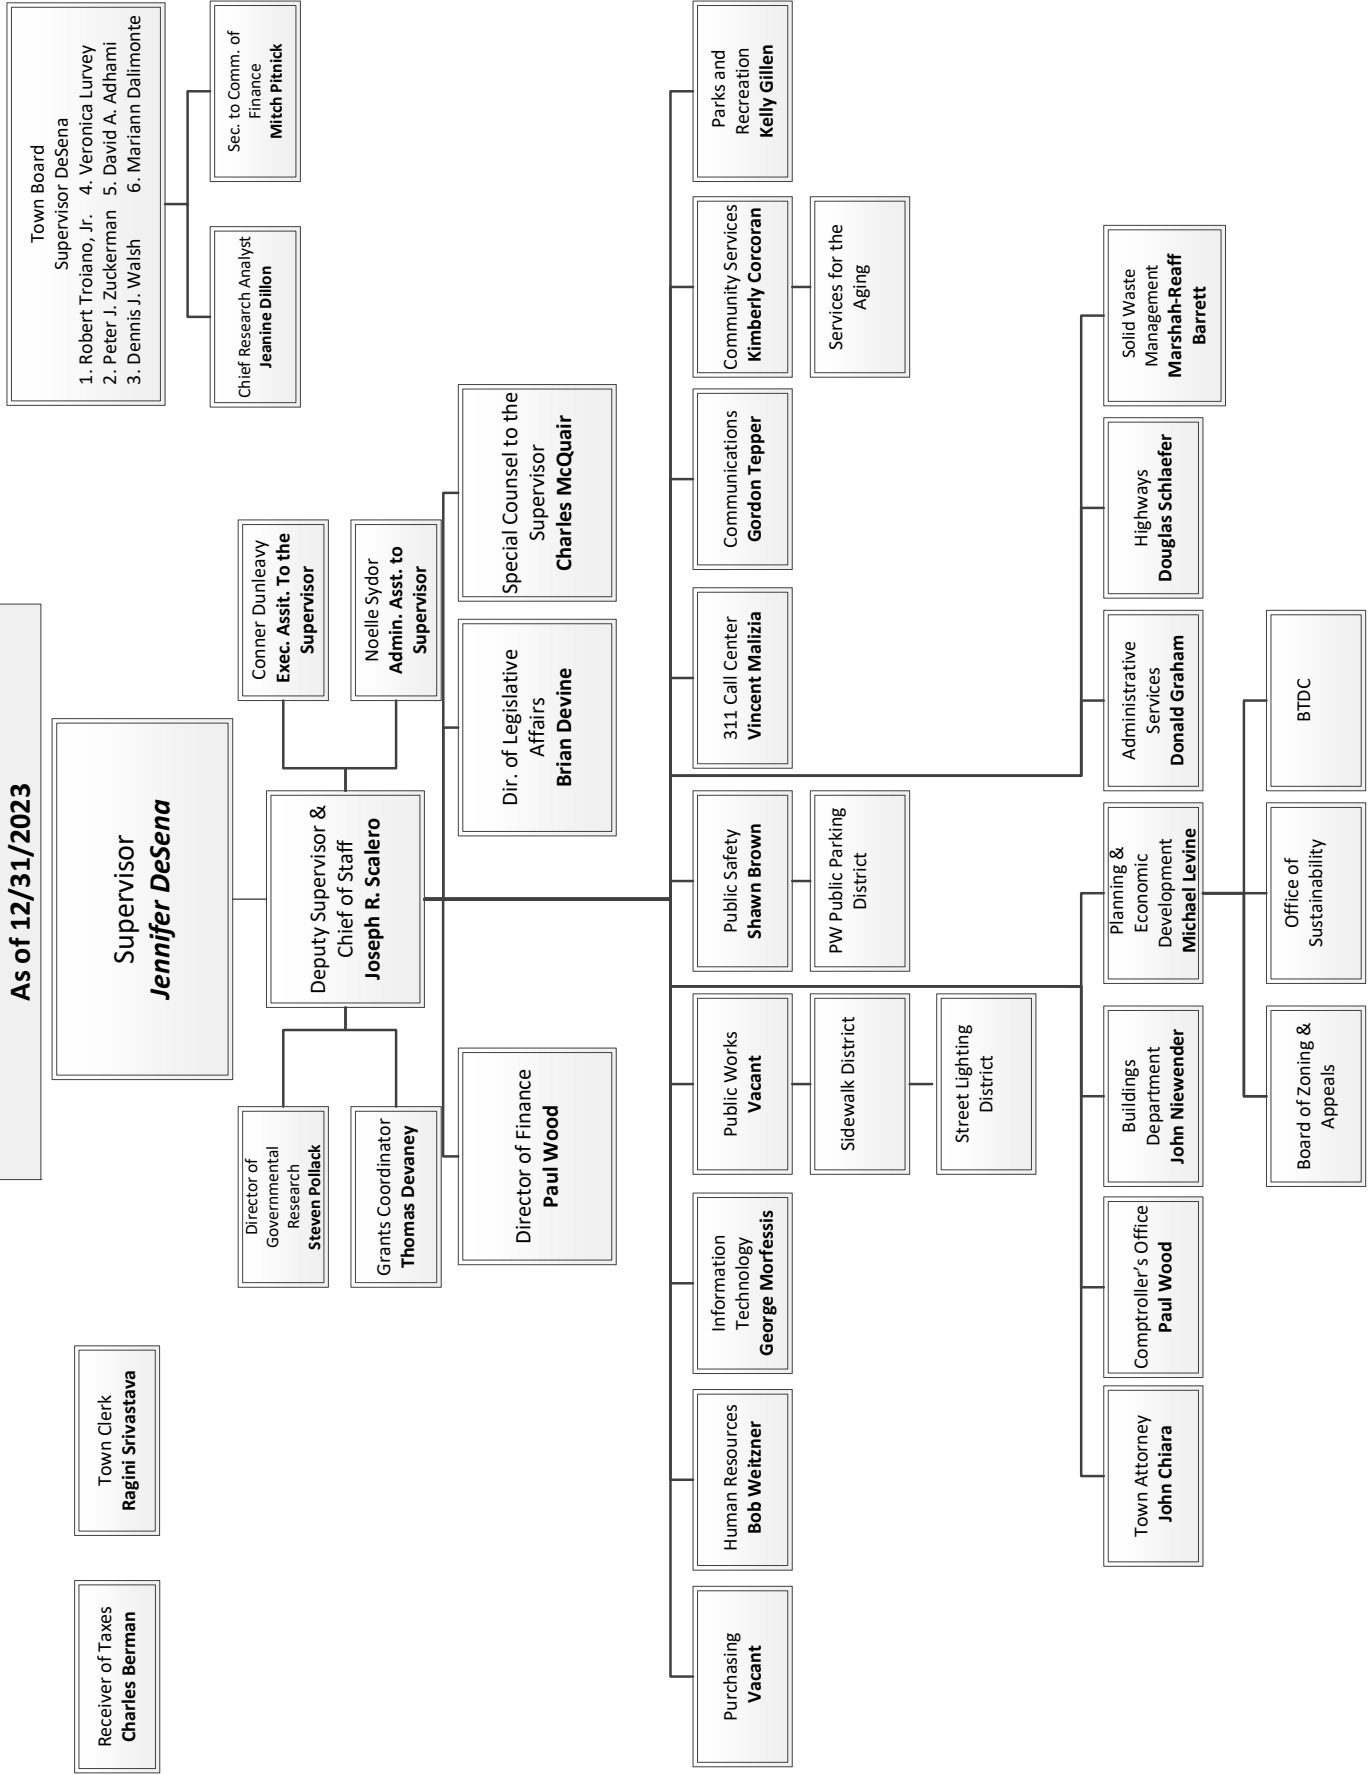 As of 12/31/2023
Receiver of Taxes
Charles Berman
Town Clerk
Ragini Srivastava
Supervisor
Jennifer DeSena
Town Board
Supervisor DeSena
1. Robert Troiano, Jr. 4. Veronica Lurvey
2. Peter J. Zuckerman 5. David A. Adhami
3. Dennis J. Walsh 6. Mariann Dalimonte
Chief Research Analyst
Jeanine Dillon
Sec. to Comm. of
Finance
Mitch Pitnick
Director of
Governmental
Research
Steven Pollack
Grants Coordinator
Thomas Devaney
Deputy Supervisor &
Chief of Staff
Joseph R. Scalero
Conner Dunleavy
Exec. Assit. To the
Supervisor
Noelle Sydor
Admin. Asst. to
Supervisor
Director of Finance
Paul Wood
Dir. of Legislative
Affairs
Brian Devine
Special Counsel to the
Supervisor
Charles McQuair
Purchasing
Vacant
Human Resources
Bob Weitzner
Information
Technology
George Morfessis
Public Works
Vacant
Public Safety
Shawn Brown
311 Call Center
Vincent Malizia
Communications
Gordon Tepper
Community Services
Kimberly Corcoran
Parks and
Recreation
Kelly Gillen
Sidewalk District
PW Public Parking
District
Services for the
Aging
Street Lighting
District
Town Attorney
John Chiara
Comptroller’s Office
Paul Wood
Buildings
Department
John Niewender
Planning &
Economic
Development
Michael Levine
Administrative
Services
Donald Graham
Highways
Douglas Schlaefer
Solid Waste
Management
Marshah-Reaff
Barrett
Board of Zoning &
Appeals
Office of
Sustainability
BTDC